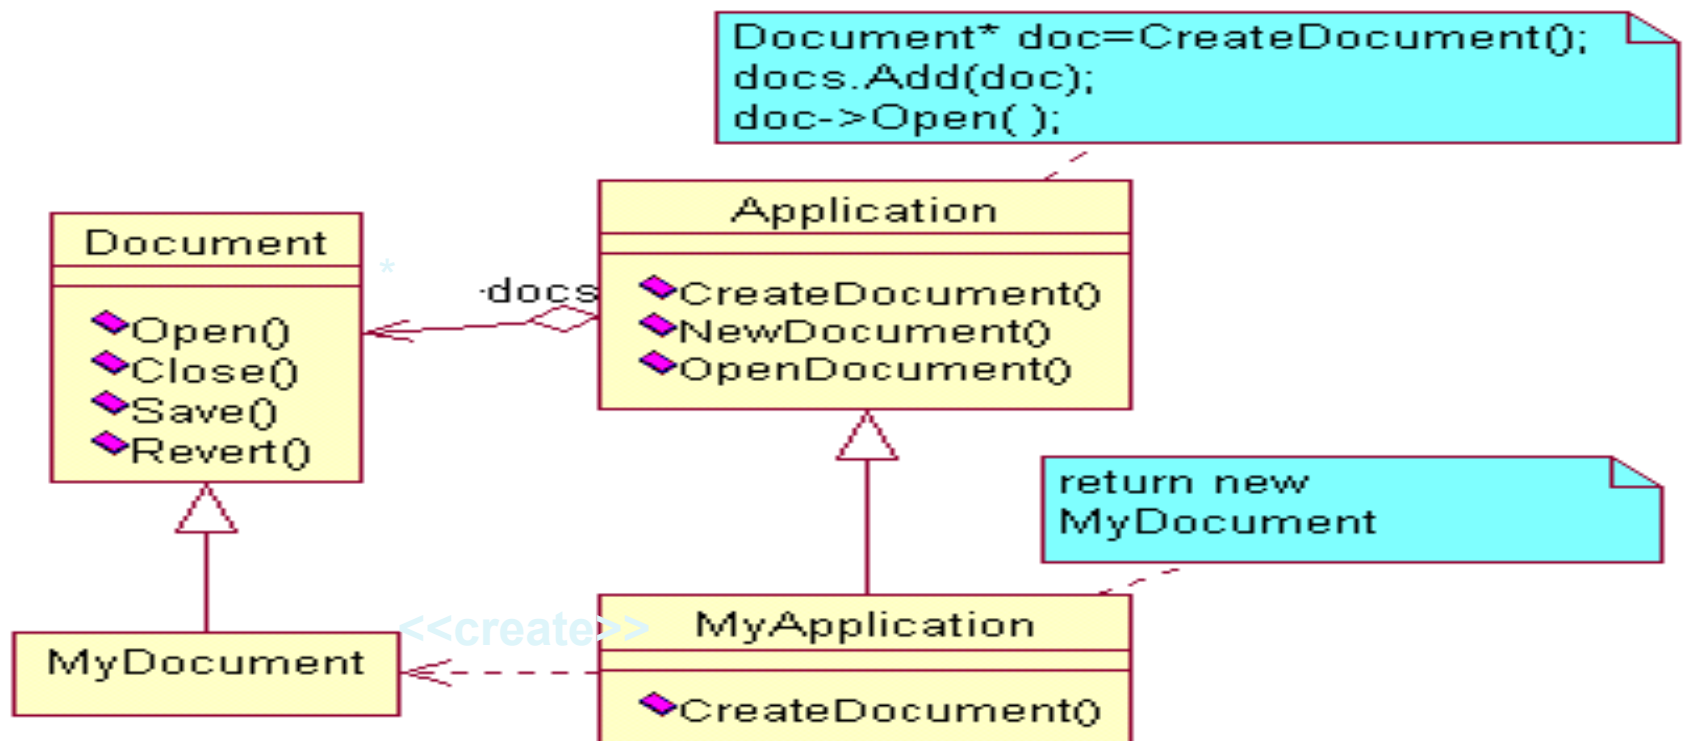 Document* doc=CreateDocument();
docs.Add(doc);
doc->Open( );
Application
CreateDocument()
NewDocument()
OpenDocument()
Document
Open()
Close()
Save()
Revert()
*
-docs
return new
MyDocument
MyApplication
CreateDocument()
<<create>>
MyDocument